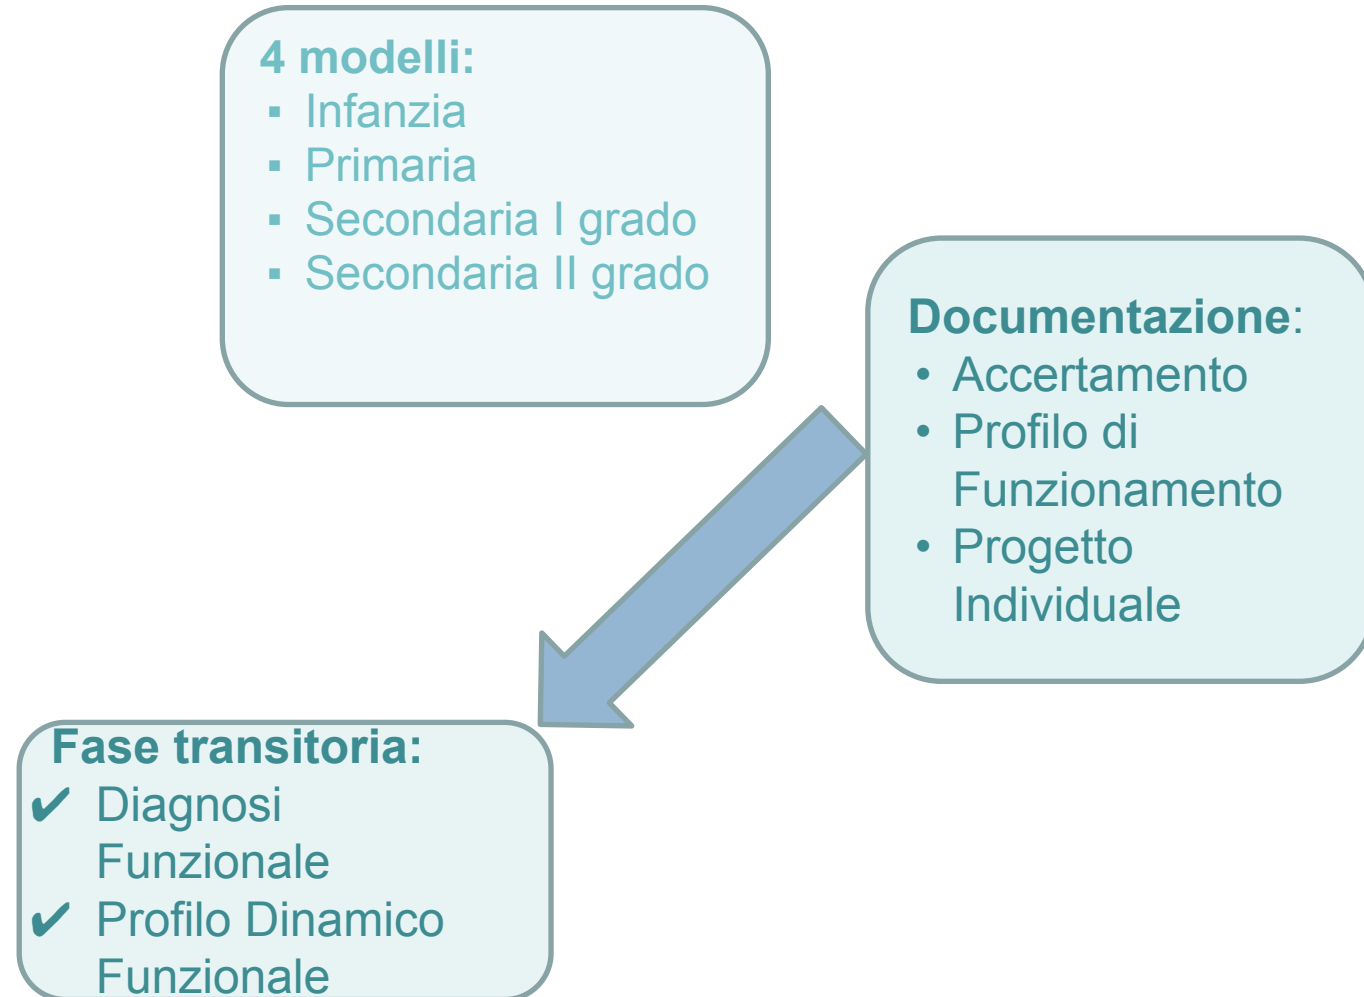 4 modelli:
▪ Infanzia
▪ Primaria
▪ Secondaria I grado
▪ Secondaria II grado
Documentazione:
• Accertamento
• Profilo di
Funzionamento
• Progetto
Individuale
Fase transitoria:
✔ Diagnosi
Funzionale
✔ Profilo Dinamico
Funzionale